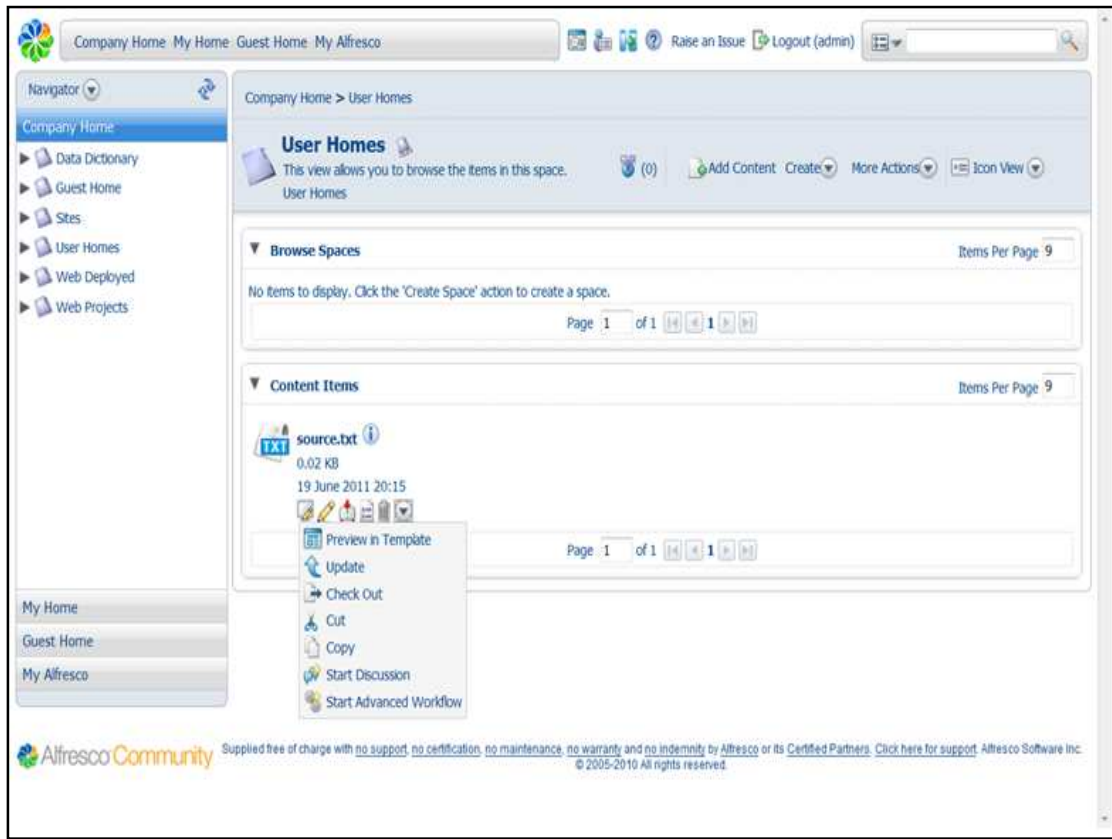 Company Home My Home Guest Home My Alfresco
Raise an Issue Logout (admin)
Navigator
Company Home
Data Dictionary
Guest Home
Sites
User Homes
Web Deployed
Web Projects
My Home
Guest Home
My Alfresco
Company Home > User Homes
User Homes
This view allows you to browse the items in this space.
User Homes
(0) Add Content Create More Actions Icon View
Browse Spaces Items Per Page 9
No items to display. Click the 'Create Space' action to create a space.
Page 1 of 1 1
Content Items Items Per Page 9
TXT source.txt
0.02 KB
19 June 2011 20:15
Preview in Template
Update
Check Out
Cut
Copy
Start Discussion
Start Advanced Workflow
Page 1 of 1 1
Alfresco Community
Supplied free of charge with no support, no certification, no maintenance, no warranty and no indemnity by Alfresco or its Certified Partners. Click here for support. Alfresco Software Inc.
© 2005-2010 All rights reserved.